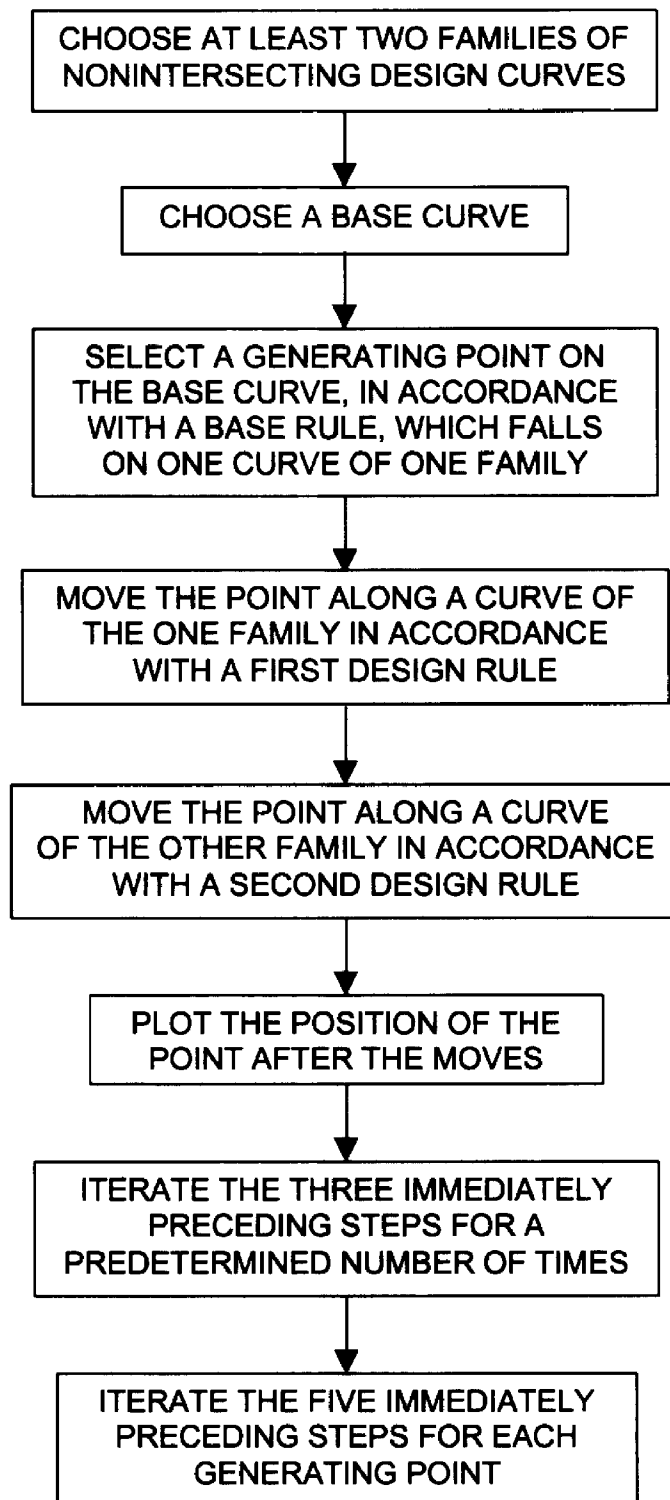 CHOOSE AT LEAST TWO FAMILIES OF
NONINTERSECTING DESIGN CURVES
CHOOSE A BASE CURVE
SELECT A GENERATING POINT ON
THE BASE CURVE, IN ACCORDANCE
WITH A BASE RULE, WHICH FALLS
ON ONE CURVE OF ONE FAMILY
MOVE THE POINT ALONG A CURVE OF
THE ONE FAMILY IN ACCORDANCE
WITH A FIRST DESIGN RULE
MOVE THE POINT ALONG A CURVE
OF THE OTHER FAMILY IN ACCORDANCE
WITH A SECOND DESIGN RULE
PLOT THE POSITION OF THE
POINT AFTER THE MOVES
ITERATE THE THREE IMMEDIATELY
PRECEDING STEPS FOR A
PREDETERMINED NUMBER OF TIMES
ITERATE THE FIVE IMMEDIATELY
PRECEDING STEPS FOR EACH
GENERATING POINT